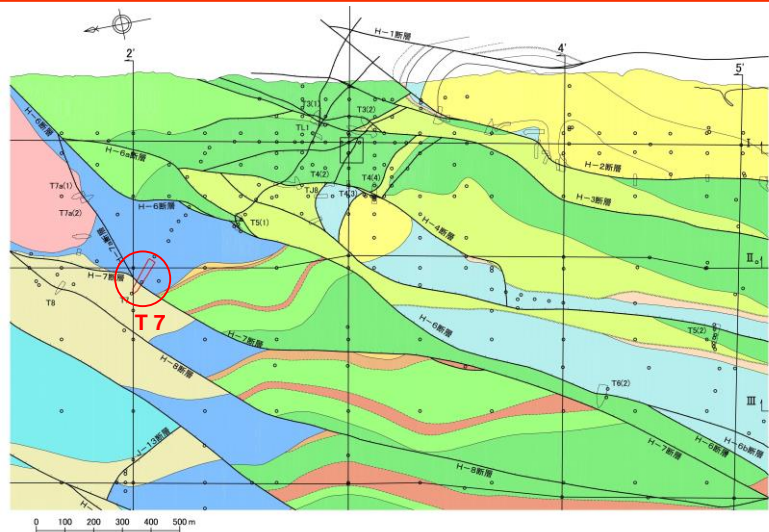 H-1断層
2'
4'
5'
H-6断層
T3(1)
T3(2)
TL1
I
H-6a断層
H-2断層
T4(2)
T4(4)
T7a(1)
TJ8
T4(3)
H-3断層
H-6断層
T7a(2)
T5(1)
H-4断層
II
H-7断層
T8
T7
H-6断層
T5(2)
H-7断層
H-8断層
T6(2)
III
J-13断層
H-7断層
H-6断層
H-6b断層
H-8断層
0 100 200 300 400 500m